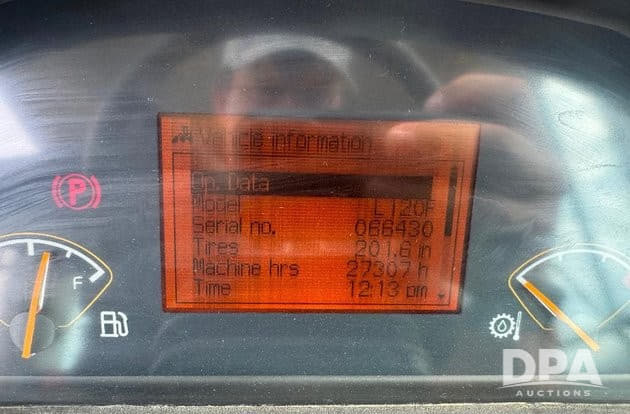 Vehicle information
Op. Data
Model L120F
Serial no. 066430
Tires 201.6 in
Machine hrs 27307 h
Time 12:13 pm
P
F
DPA
AUCTIONS